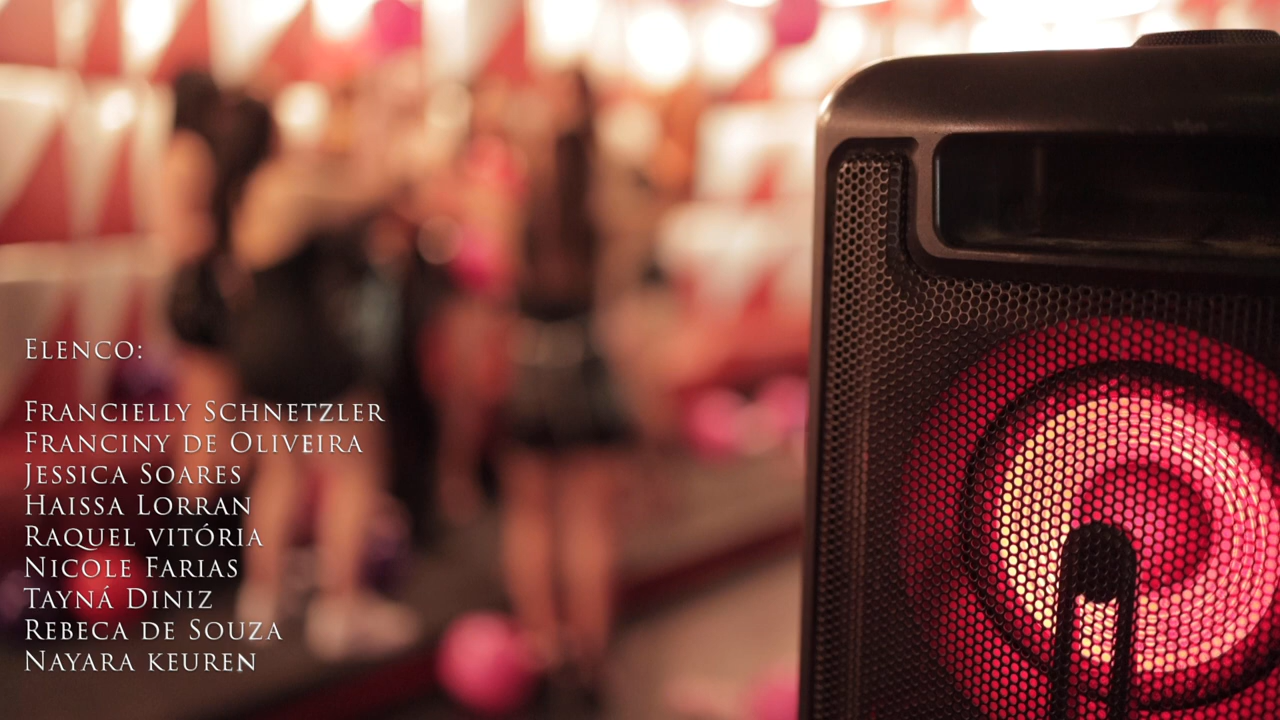 Elenco:
Francielly Schnetzler
Franciny de Oliveira
Jessica Soares
Haissa Lorran
Raquel vitória
Nicole Farias
Tayná Diniz
Rebeca de Souza
Nayara keuren